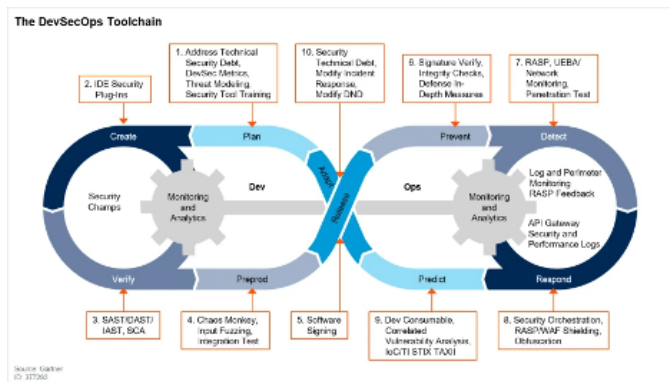 The DevSecOps Toolchain
1. Address Technical
Security Debt,
DevSec Metrics,
Threat Modeling,
Security Tool Training
10. Security
Technical Debt,
Modify Incident
Response,
Modify DND
6. Signature Verify,
Integrity Checks,
Defense In-
Depth Measures
7. RASP, UEBA/
Network
Monitoring,
Penetration Test
2. IDE Security
Plug-Ins
Create
Plan
Prevent
Detect
Adapt
Release
Security
Champs
Monitoring
and
Analytics
Dev
Ops
Monitoring
and
Analytics
Log and Perimeter
Monitoring
RASP Feedback
API Gateway
Security and
Performance Logs
Verify
Preprod
Predict
Respond
3. SAST/DAST/
IAST, SCA
4. Chaos Monkey,
Input Fuzzing,
Integration Test
5. Software
Signing
9. Dev Consumable,
Correlated
Vulnerability Analysis,
IoC/TI STIX TAXII
8. Security Orchestration,
RASP/WAF Shielding,
Obfuscation
Source: Gartner
ID: